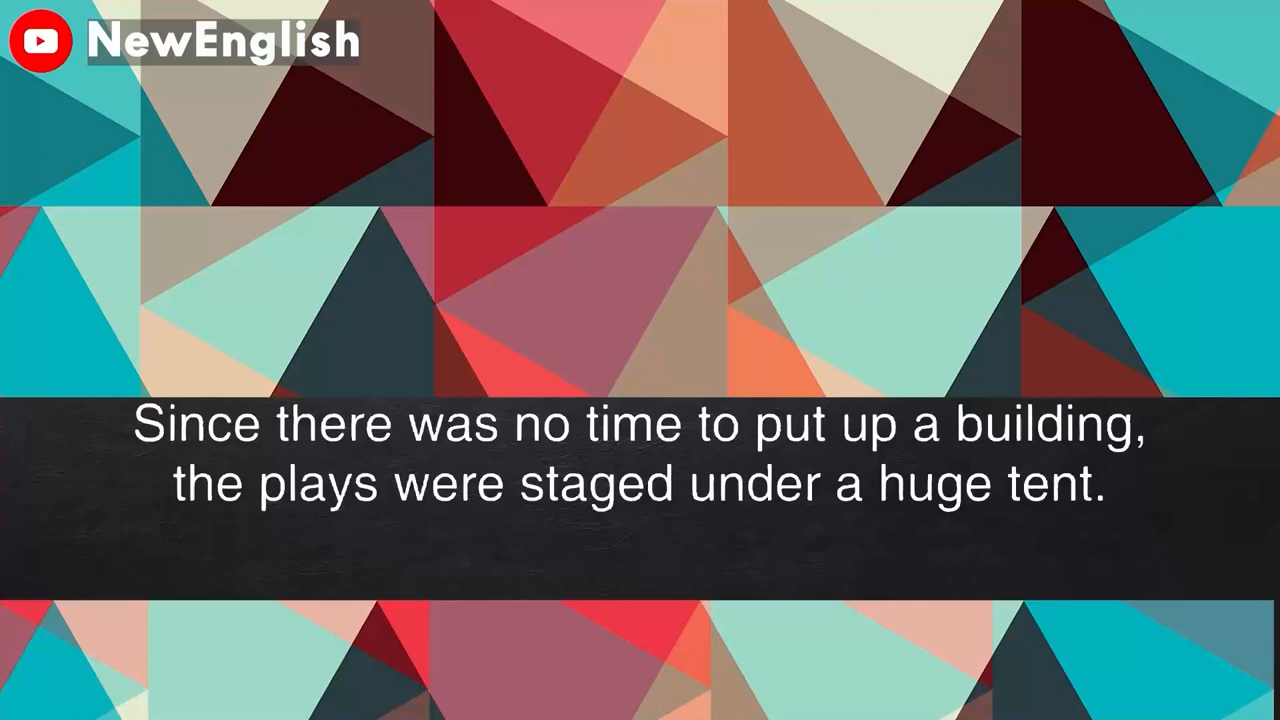 NewEnglish
Since there was no time to put up a building,
the plays were staged under a huge tent.